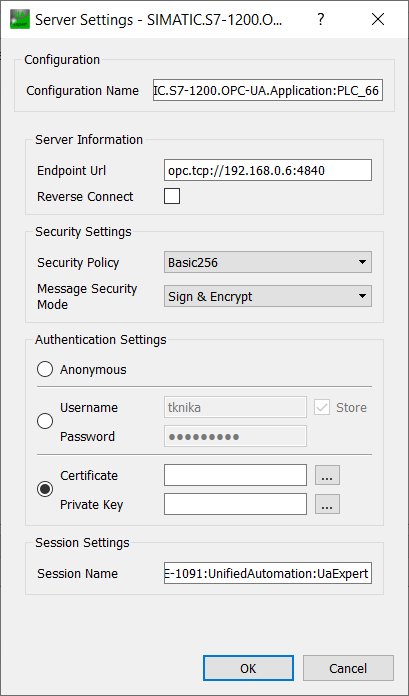 Server Settings - SIMATIC.S7-1200.O...
?
Configuration
Configuration Name IC.S7-1200.OPC-UA.Application:PLC_66
Server Information
Endpoint Url opc.tcp://192.168.0.6:4840
Reverse Connect
Security Settings
Security Policy Basic256
Message Security
Mode Sign & Encrypt
Authentication Settings
Anonymous
Username tknika Store
Password ●●●●●●●●●
Certificate ...
Private Key ...
Session Settings
Session Name E-1091:UnifiedAutomation:UaExpert
OK Cancel